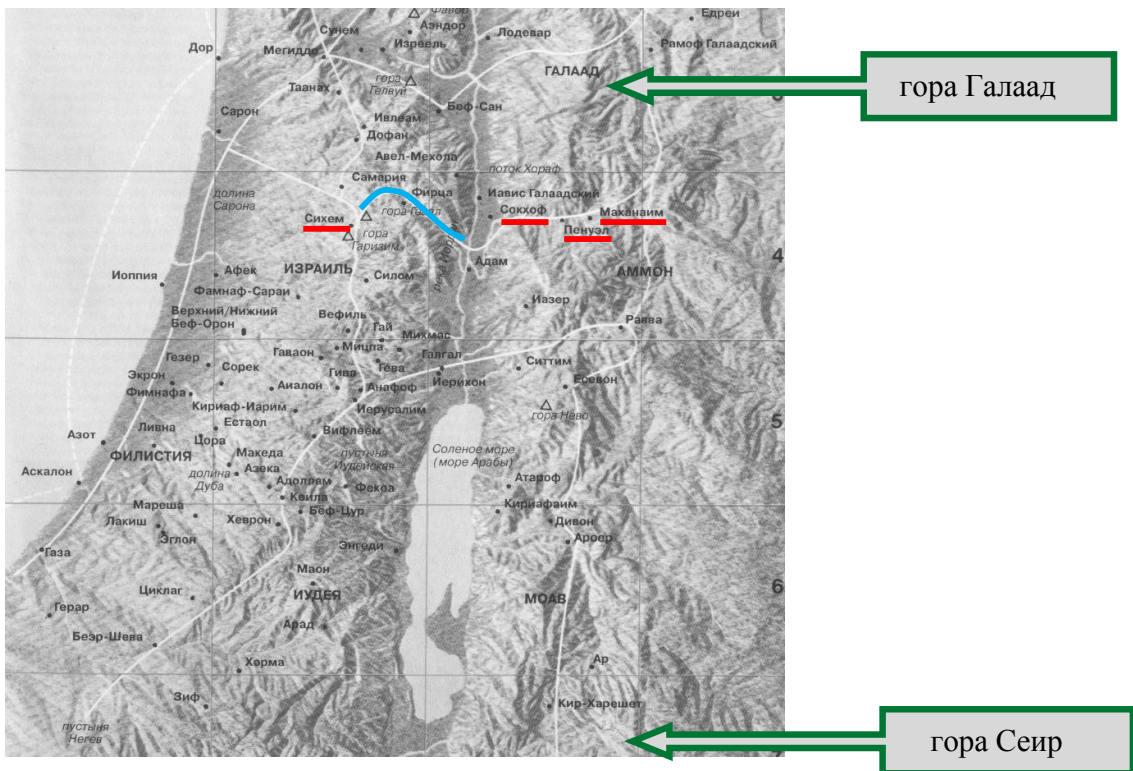 Фавор
Аэндор
Едреи
Сунем
Дор
Изреель
Лодевар
Мегиддо
Рамоф Галаадский
ГАЛААД
гора
Гелвуй
Таанах
гора Галаад
Беф-Сан
Сарон
Ивлеам
Дофан
Авел-Мехола
поток Хораф
Самария
долина
Сарона
Фирца
Иавис Галаадский
Сокхоф
Маханаим
Сихем
гора
Гаризим
Пенуэл
4
ИЗРАИЛЬ
Адам
АММОН
Афек
Иоппия
Силом
Фамнаф-Сараи
Иазер
Верхний/Нижний
Беф-Орон
Вефиль
Гай
Равва
Михмас
Мицпа
Гаваон
Галгал
Гезер
Сорек
Гева
Ситтим
Экрон
Гива
Иерихон
Фимнафа
Аиалон
Анафоф
Есевон
Кириаф-Иарим
Иерусалим
гора Нево
Ливна
Естаол
5
Азот
Цора
Вифлеем
ФИЛИСТИЯ
Македа
пустыня
Иудейская
Соленое море
(море Арабы)
Аскалон
долина
Дуба
Азека
Адоллам
Фекоа
Атароф
Кеила
Мареша
Беф-Цур
Кириафаим
Лакиш
Хеврон
Дивон
Эглон
Ароер
Газа
Энгеди
Маон
6
Циклаг
ИУДЕЯ
МОАВ
Герар
Арад
Беэр-Шева
Хорма
Ар
Зиф
Кир-Харешет
пустыня
Негев
гора Сеир